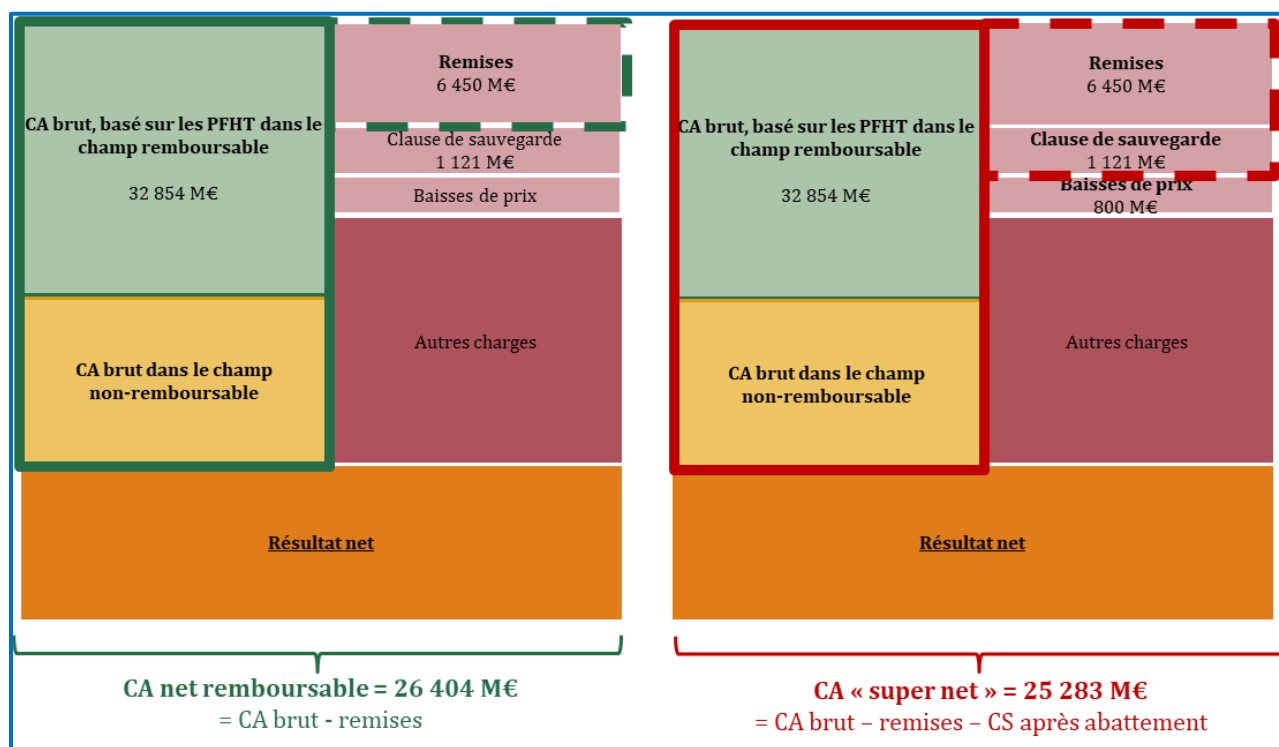 CA brut, basé sur les PFHT dans le
champ remboursable
32 854 M€
Remises
6 450 M€
Clause de sauvegarde
1 121 M€
Baisses de prix
CA brut dans le champ
non-remboursable
Autres charges
Résultat net
CA net remboursable = 26 404 M€
= CA brut - remises
CA brut, basé sur les PFHT dans le
champ remboursable
32 854 M€
Remises
6 450 M€
Clause de sauvegarde
1 121 M€
Baisses de prix
800 M€
CA brut dans le champ
non-remboursable
Autres charges
Résultat net
CA « super net » = 25 283 M€
= CA brut – remises – CS après abattement